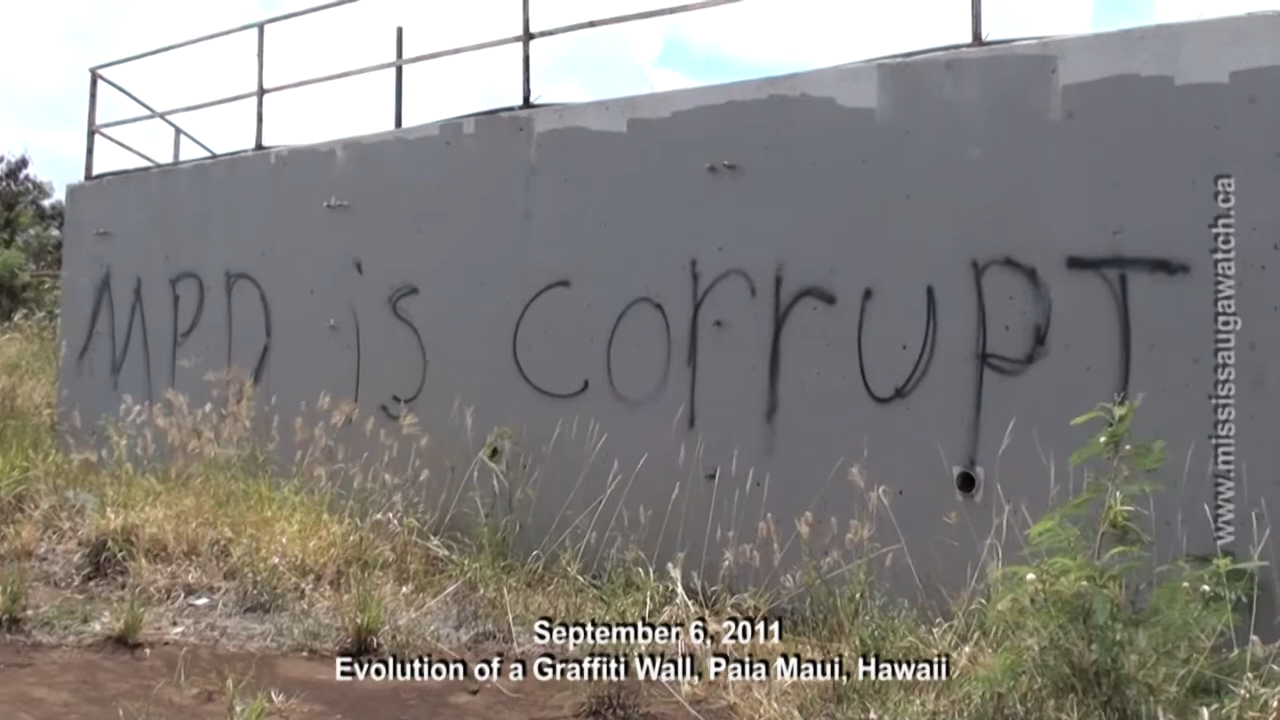 MPD is corrupt
www.mississaugawatch.ca
September 6, 2011
Evolution of a Graffiti Wall, Paia Maui, Hawaii